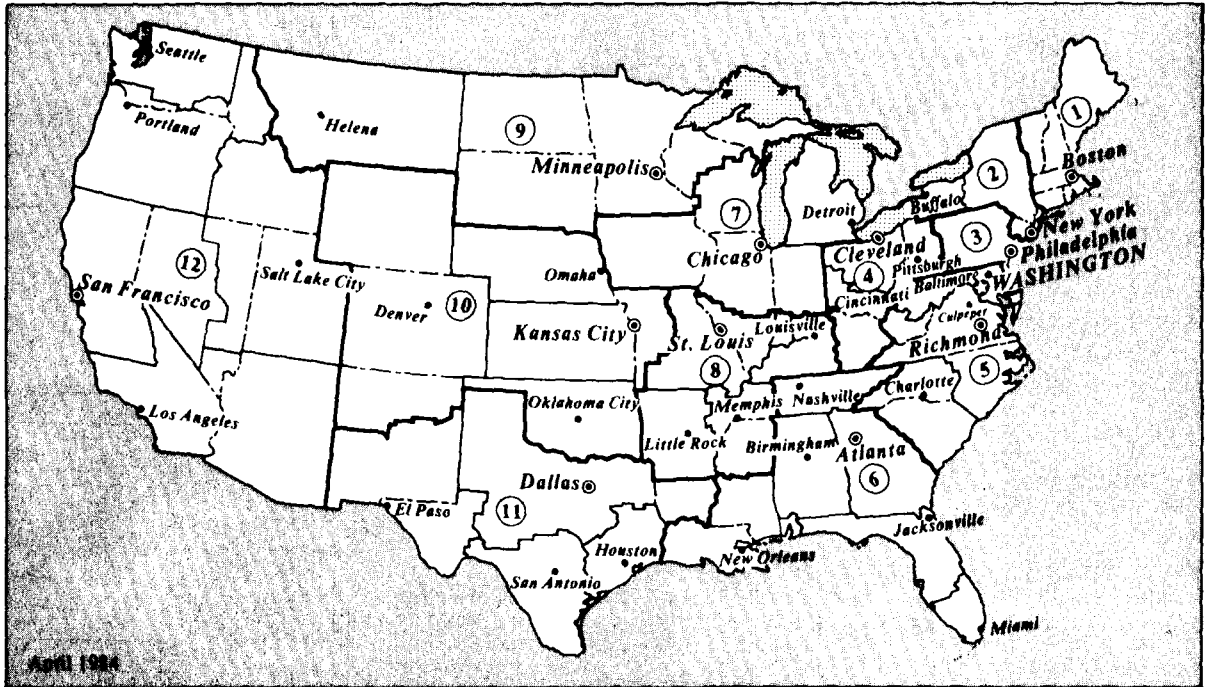 Seattle
Portland
Helena
9
Minneapolis
1
Boston
2
Buffalo
Detroit
7
3
New York
Philadelphia
WASHINGTON
Cleveland
4
Pittsburgh
Chicago
Cincinnati
Baltimore
12
Salt Lake City
San Francisco
Omaha
Denver
10
Kansas City
St. Louis
Louisville
Culpeper
Richmond
8
5
Charlotte
Memphis
Nashville
Oklahoma City
Los Angeles
Little Rock
Birmingham
Atlanta
6
Dallas
El Paso
11
Jacksonville
Houston
New Orleans
San Antonio
Miami
April 1984